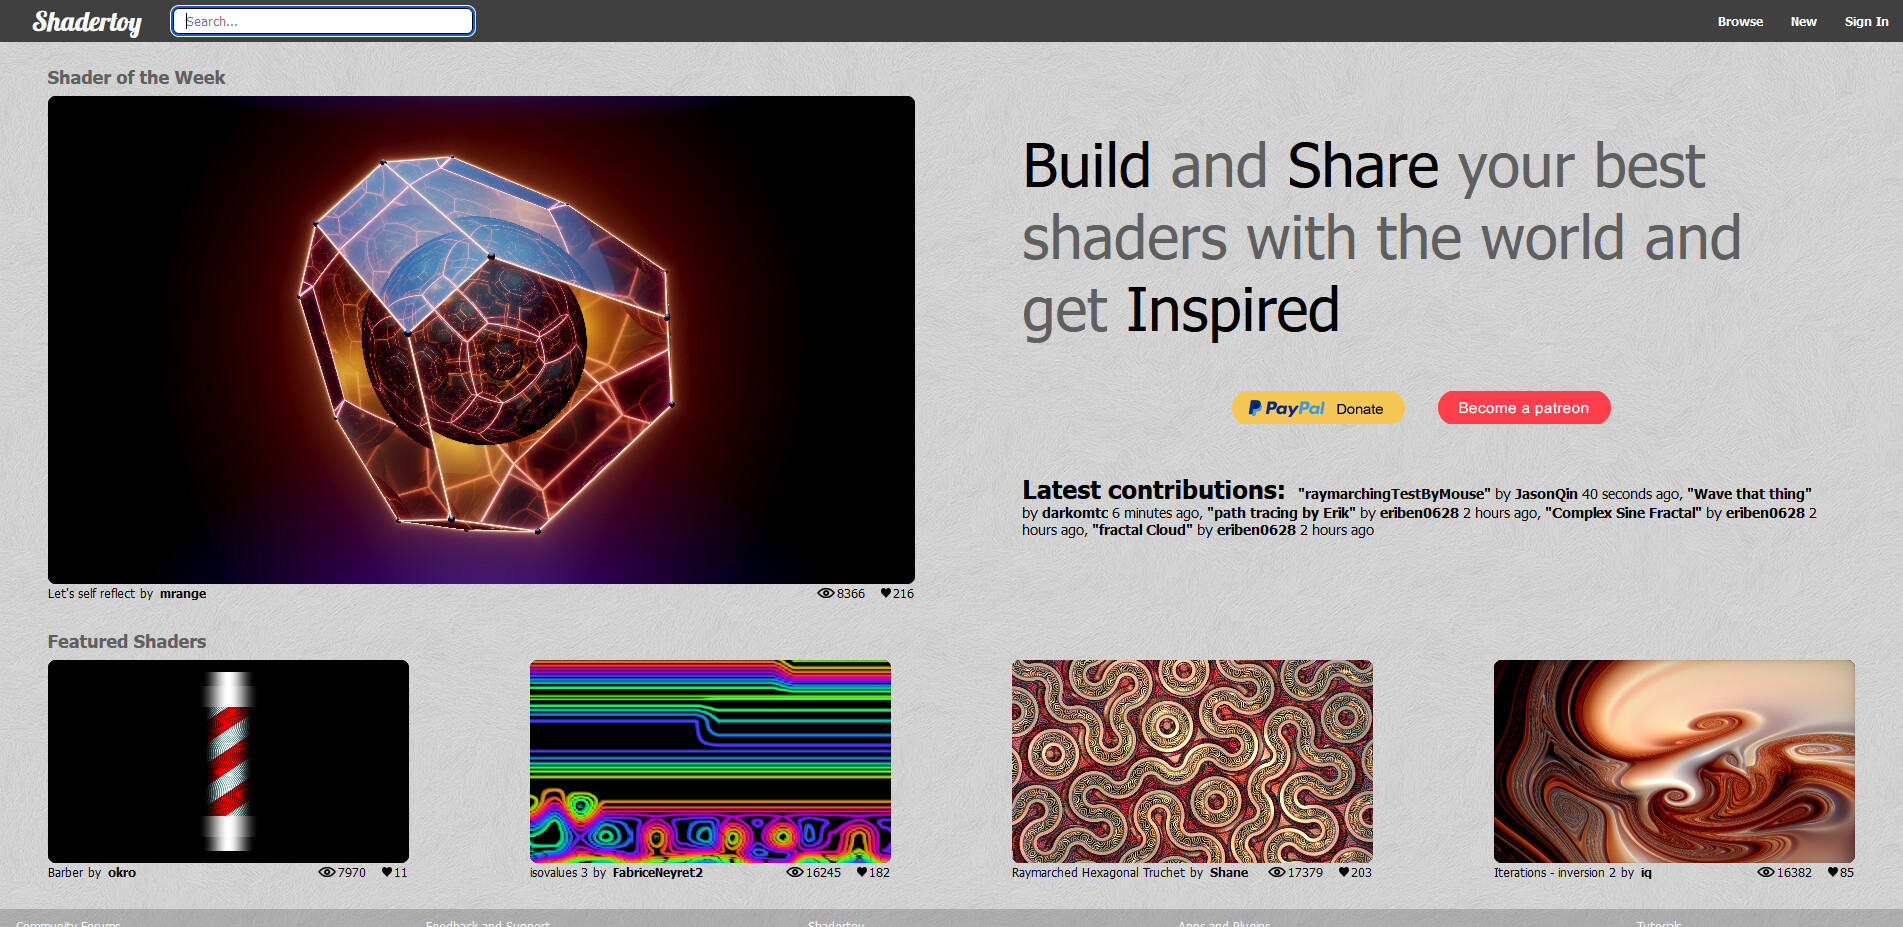 Shadertoy
Search...
Browse
New
Sign In
Shader of the Week
Let's self reflect by mrange
8366
216
Build and Share your best
shaders with the world and
get Inspired
PayPal Donate
Become a patreon
Latest contributions: "raymarchingTestByMouse" by JasonQin 40 seconds ago, "Wave that thing"
by darkomtc 6 minutes ago, "path tracing by Erik" by eriben0628 2 hours ago, "Complex Sine Fractal" by eriben0628 2
hours ago, "fractal Cloud" by eriben0628 2 hours ago
Featured Shaders
Barber by okro
7970
11
isovalues 3 by FabriceNeyret2
16245
182
Raymarched Hexagonal Truchet by Shane
17379
203
Iterations - inversion 2 by iq
16382
85
Community Forums
Feedback and Support
Shadertoy
Apps and Plugins
Tutorials